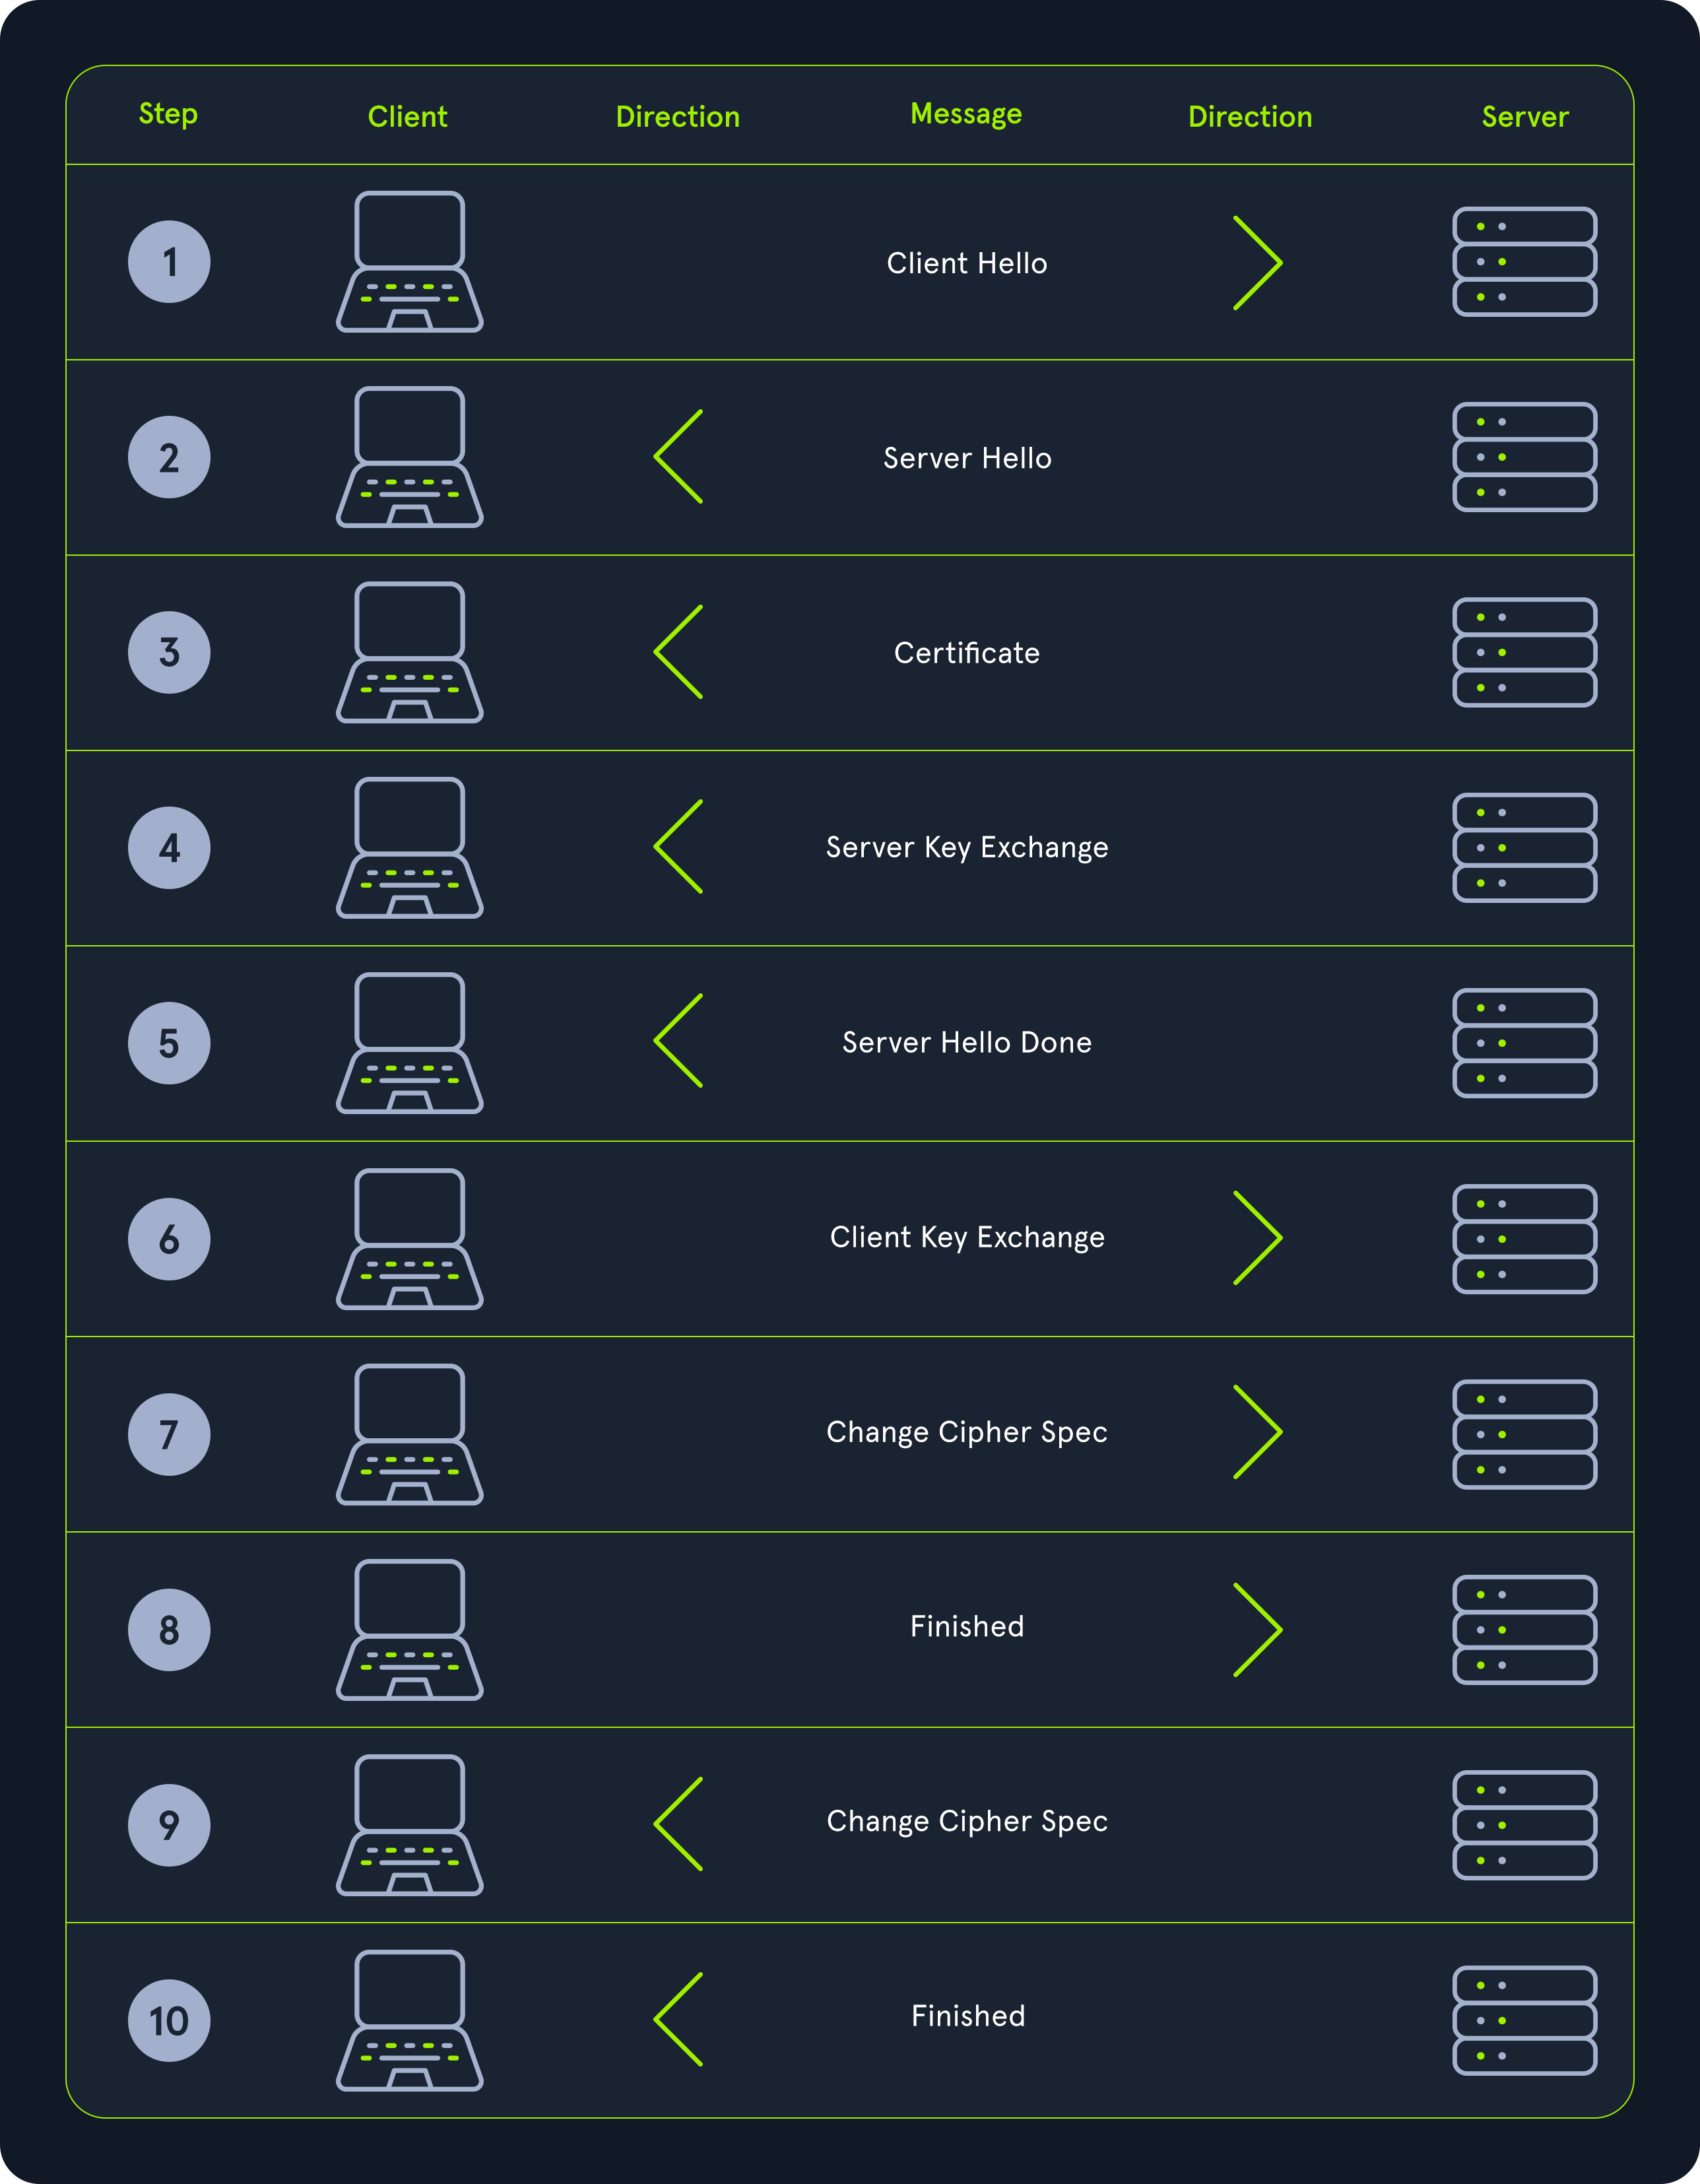 Step Client Direction Message Direction Server
1 Client Hello
2 Server Hello
3 Certificate
4 Server Key Exchange
5 Server Hello Done
6 Client Key Exchange
7 Change Cipher Spec
8 Finished
9 Change Cipher Spec
10 Finished